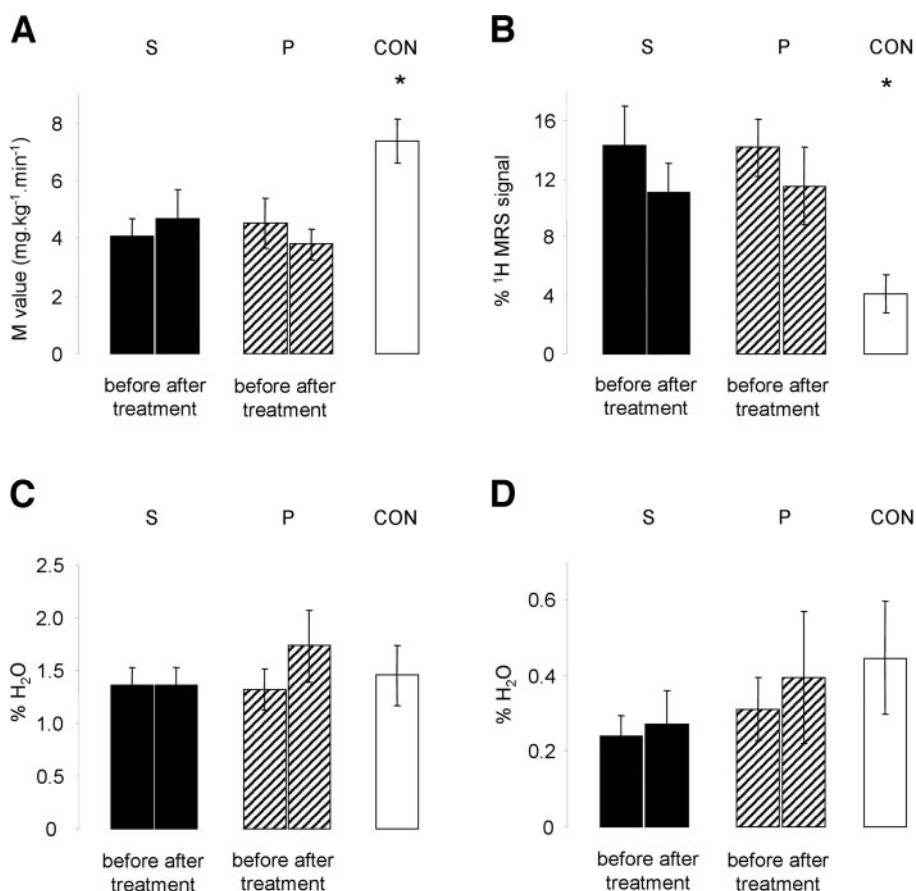 A
S P CON
*
M value (mg.kg⁻¹.min⁻¹)
8
6
4
2
0
before after before after
treatment treatment
B
S P CON
*
% ¹H MRS signal
16
12
8
4
0
before after before after
treatment treatment
C
S P CON
% H₂O
2.5
2.0
1.5
1.0
0.5
0
before after before after
treatment treatment
D
S P CON
% H₂O
0.6
0.4
0.2
0
before after before after
treatment treatment